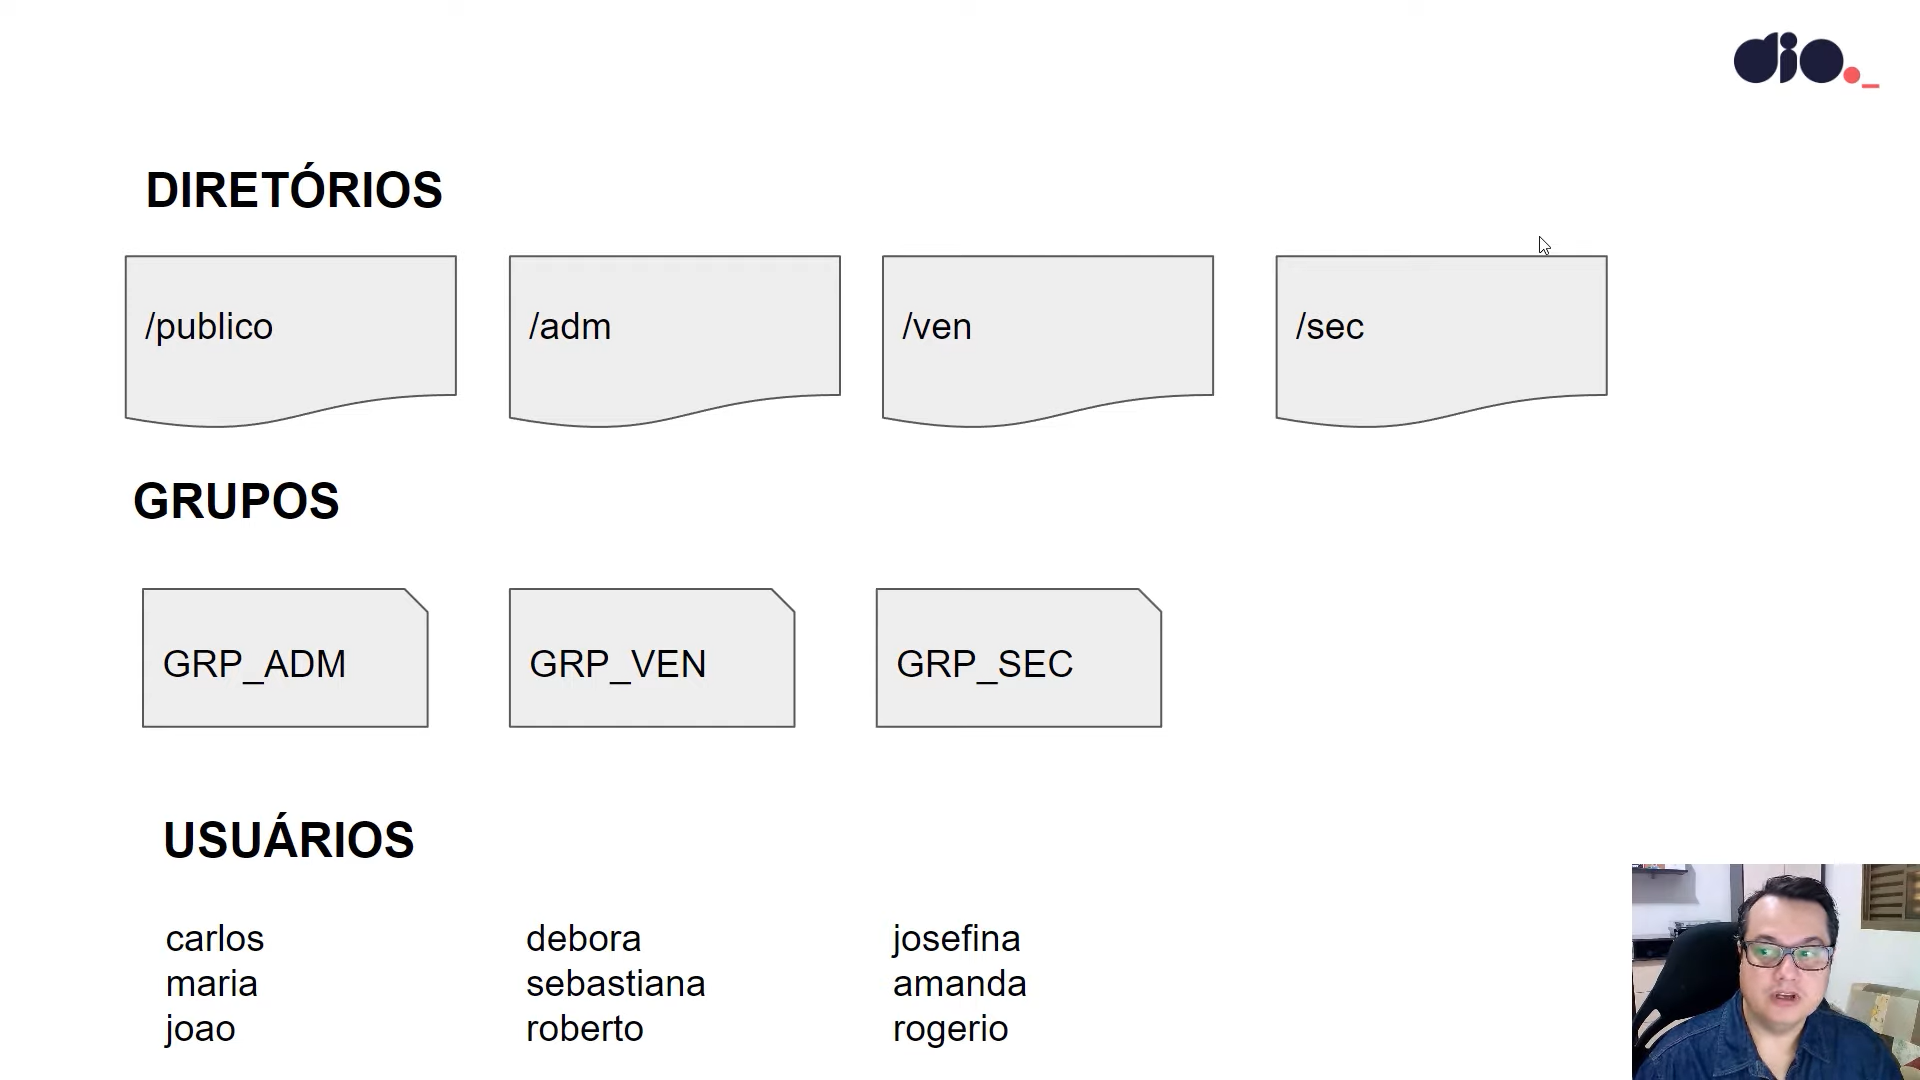 dio._
DIRETÓRIOS
/publico /adm /ven /sec
GRUPOS
GRP_ADM GRP_VEN GRP_SEC
USUÁRIOS
carlos debora josefina
maria sebastiana amanda
joao roberto rogerio